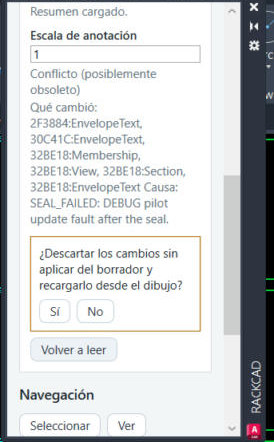 Resumen cargado.
Escala de anotación
1
Conflicto (posiblemente
obsoleto)
Qué cambió:
2F3884:EnvelopeText,
30C41C:EnvelopeText,
32BE18:Membership,
32BE18:View, 32BE18:Section,
32BE18:EnvelopeText Causa:
SEAL_FAILED: DEBUG pilot
update fault after the seal.
¿Descartar los cambios sin
aplicar del borrador y
recargarlo desde el dibujo?
Sí No
Volver a leer
Navegación
Seleccionar Ver
RACKCAD